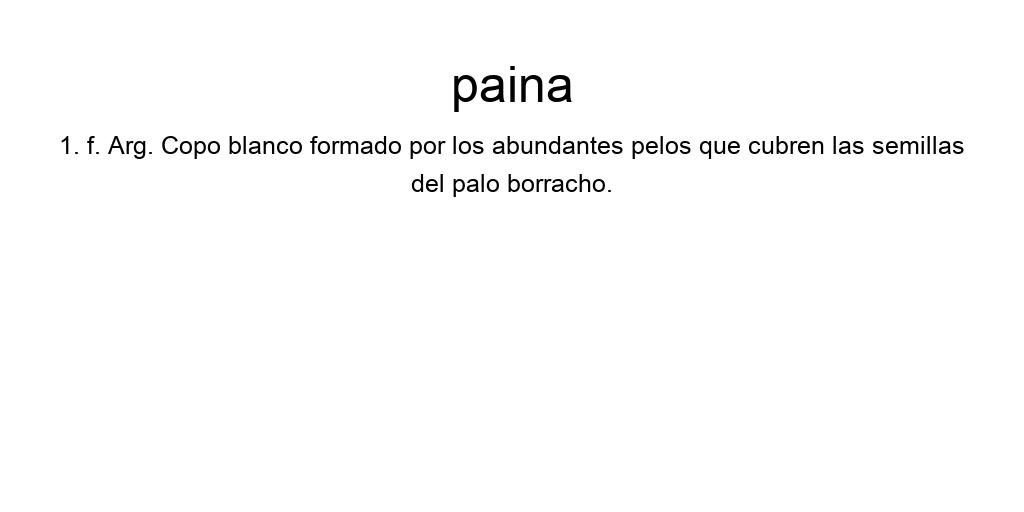 paina
1. f. Arg. Copo blanco formado por los abundantes pelos que cubren las semillas
del palo borracho.